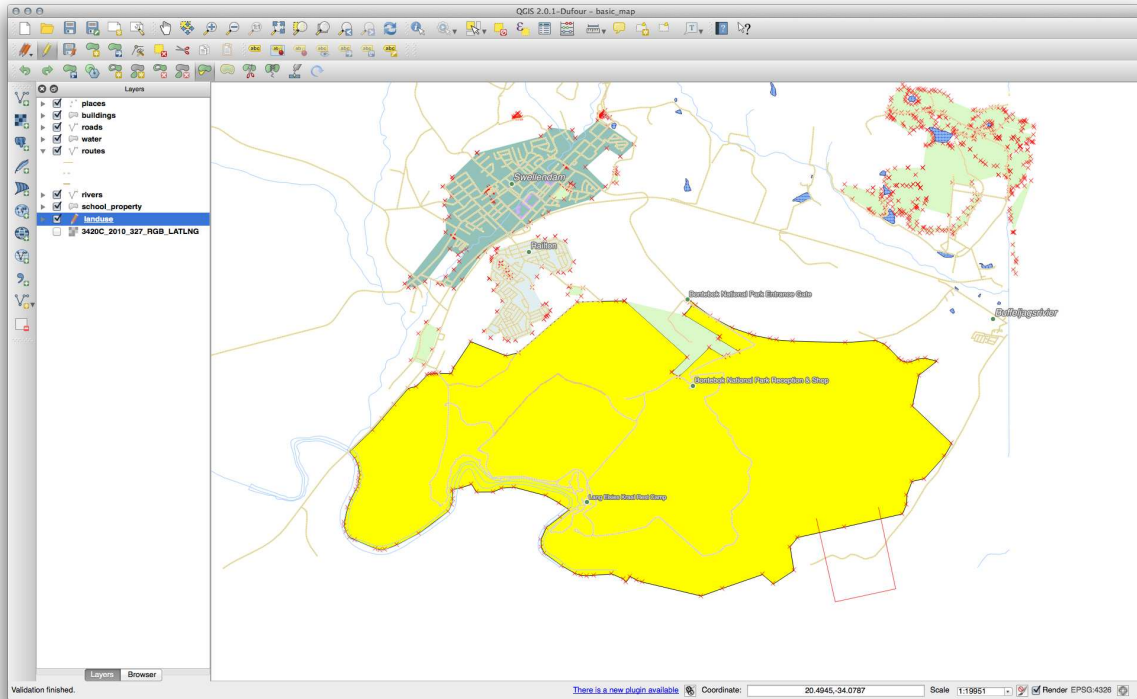 QGIS 2.0.1-Dufour - basic_map
Layers
places
buildings
roads
water
routes
rivers
school_property
landuse
3420C_2010_327_RGB_LATLNG
Swellendam
Railton
Bontebok National Park Entrance Gate
Buffeljagsrivier
Bontebok National Park Reception & Shop
Lang Elsies Kraal Rest Camp
Layers Browser
Validation finished. There is a new plugin available Coordinate: 20.4945,-34.0787 Scale 1:19951 Render EPSG:4326